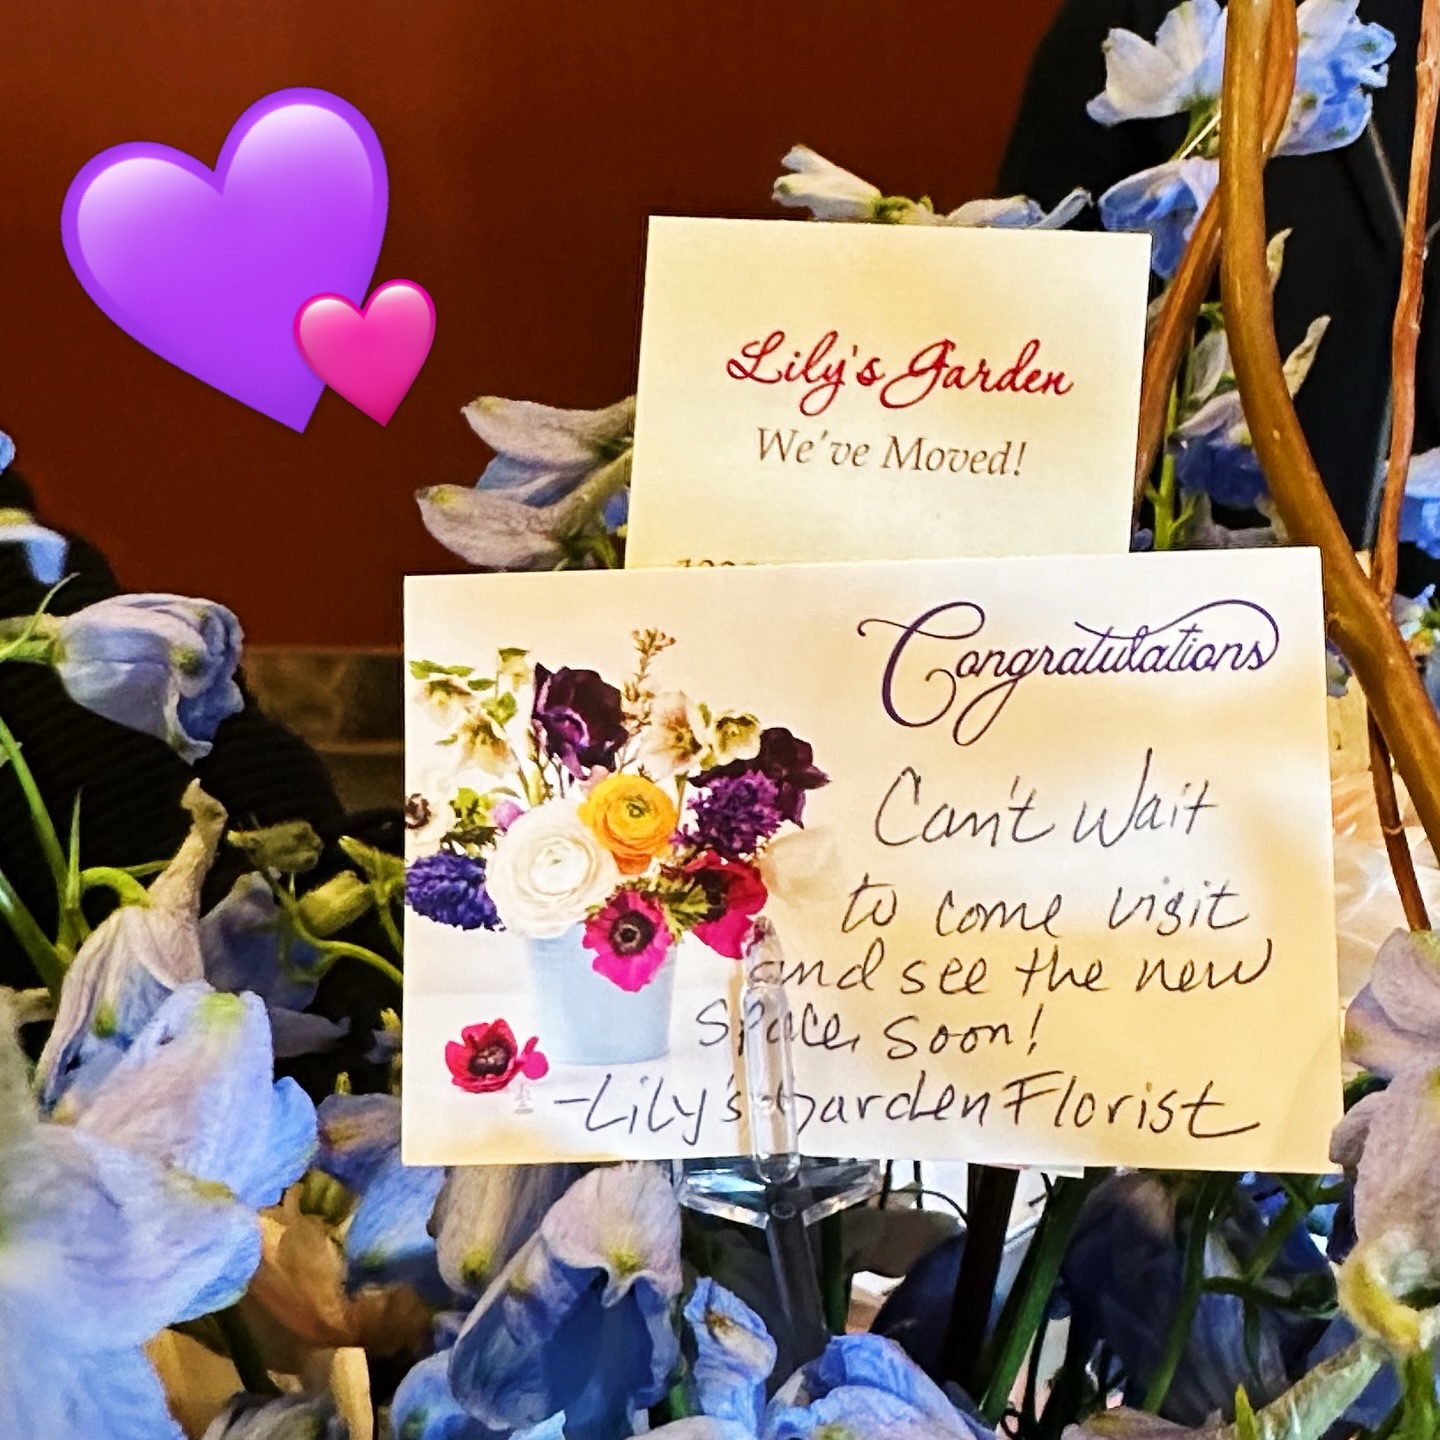 Lily's Garden
We've Moved!
Congratulations
Can't Wait
to come visit
and see the new
space soon!
-Lily's Garden Florist